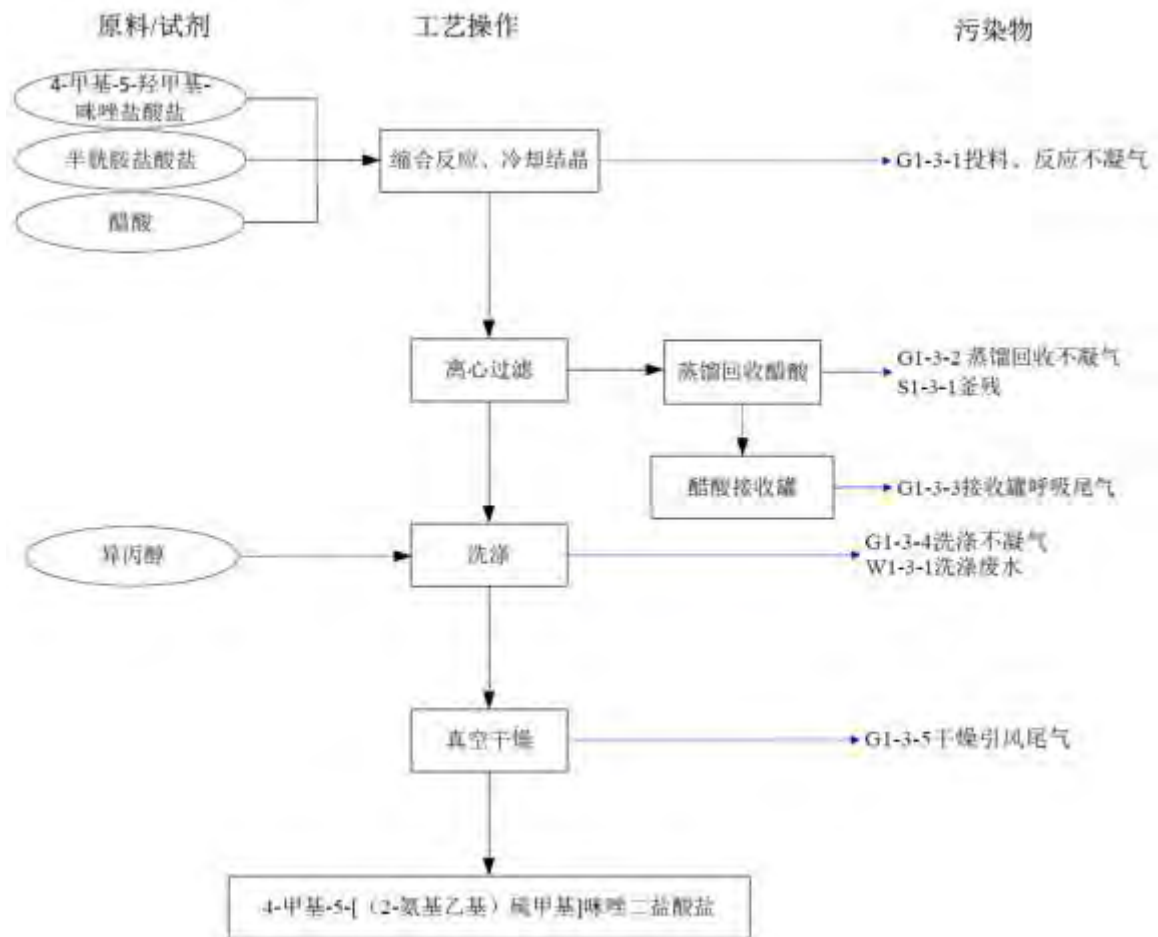 原料/试剂
工艺操作
污染物
4-甲基-5-羟甲基-
咪唑盐酸盐
半胱胺盐酸盐
醋酸
缩合反应、冷却结晶
G1-3-1投料、反应不凝气
离心过滤
蒸馏回收醋酸
G1-3-2 蒸馏回收不凝气
S1-3-1釜残
醋酸接收罐
G1-3-3接收罐呼吸尾气
异丙醇
洗涤
G1-3-4洗涤不凝气
W1-3-1洗涤废水
真空干燥
G1-3-5干燥引风尾气
4-甲基-5-[（2-氨基乙基）硫甲基]咪唑二盐酸盐